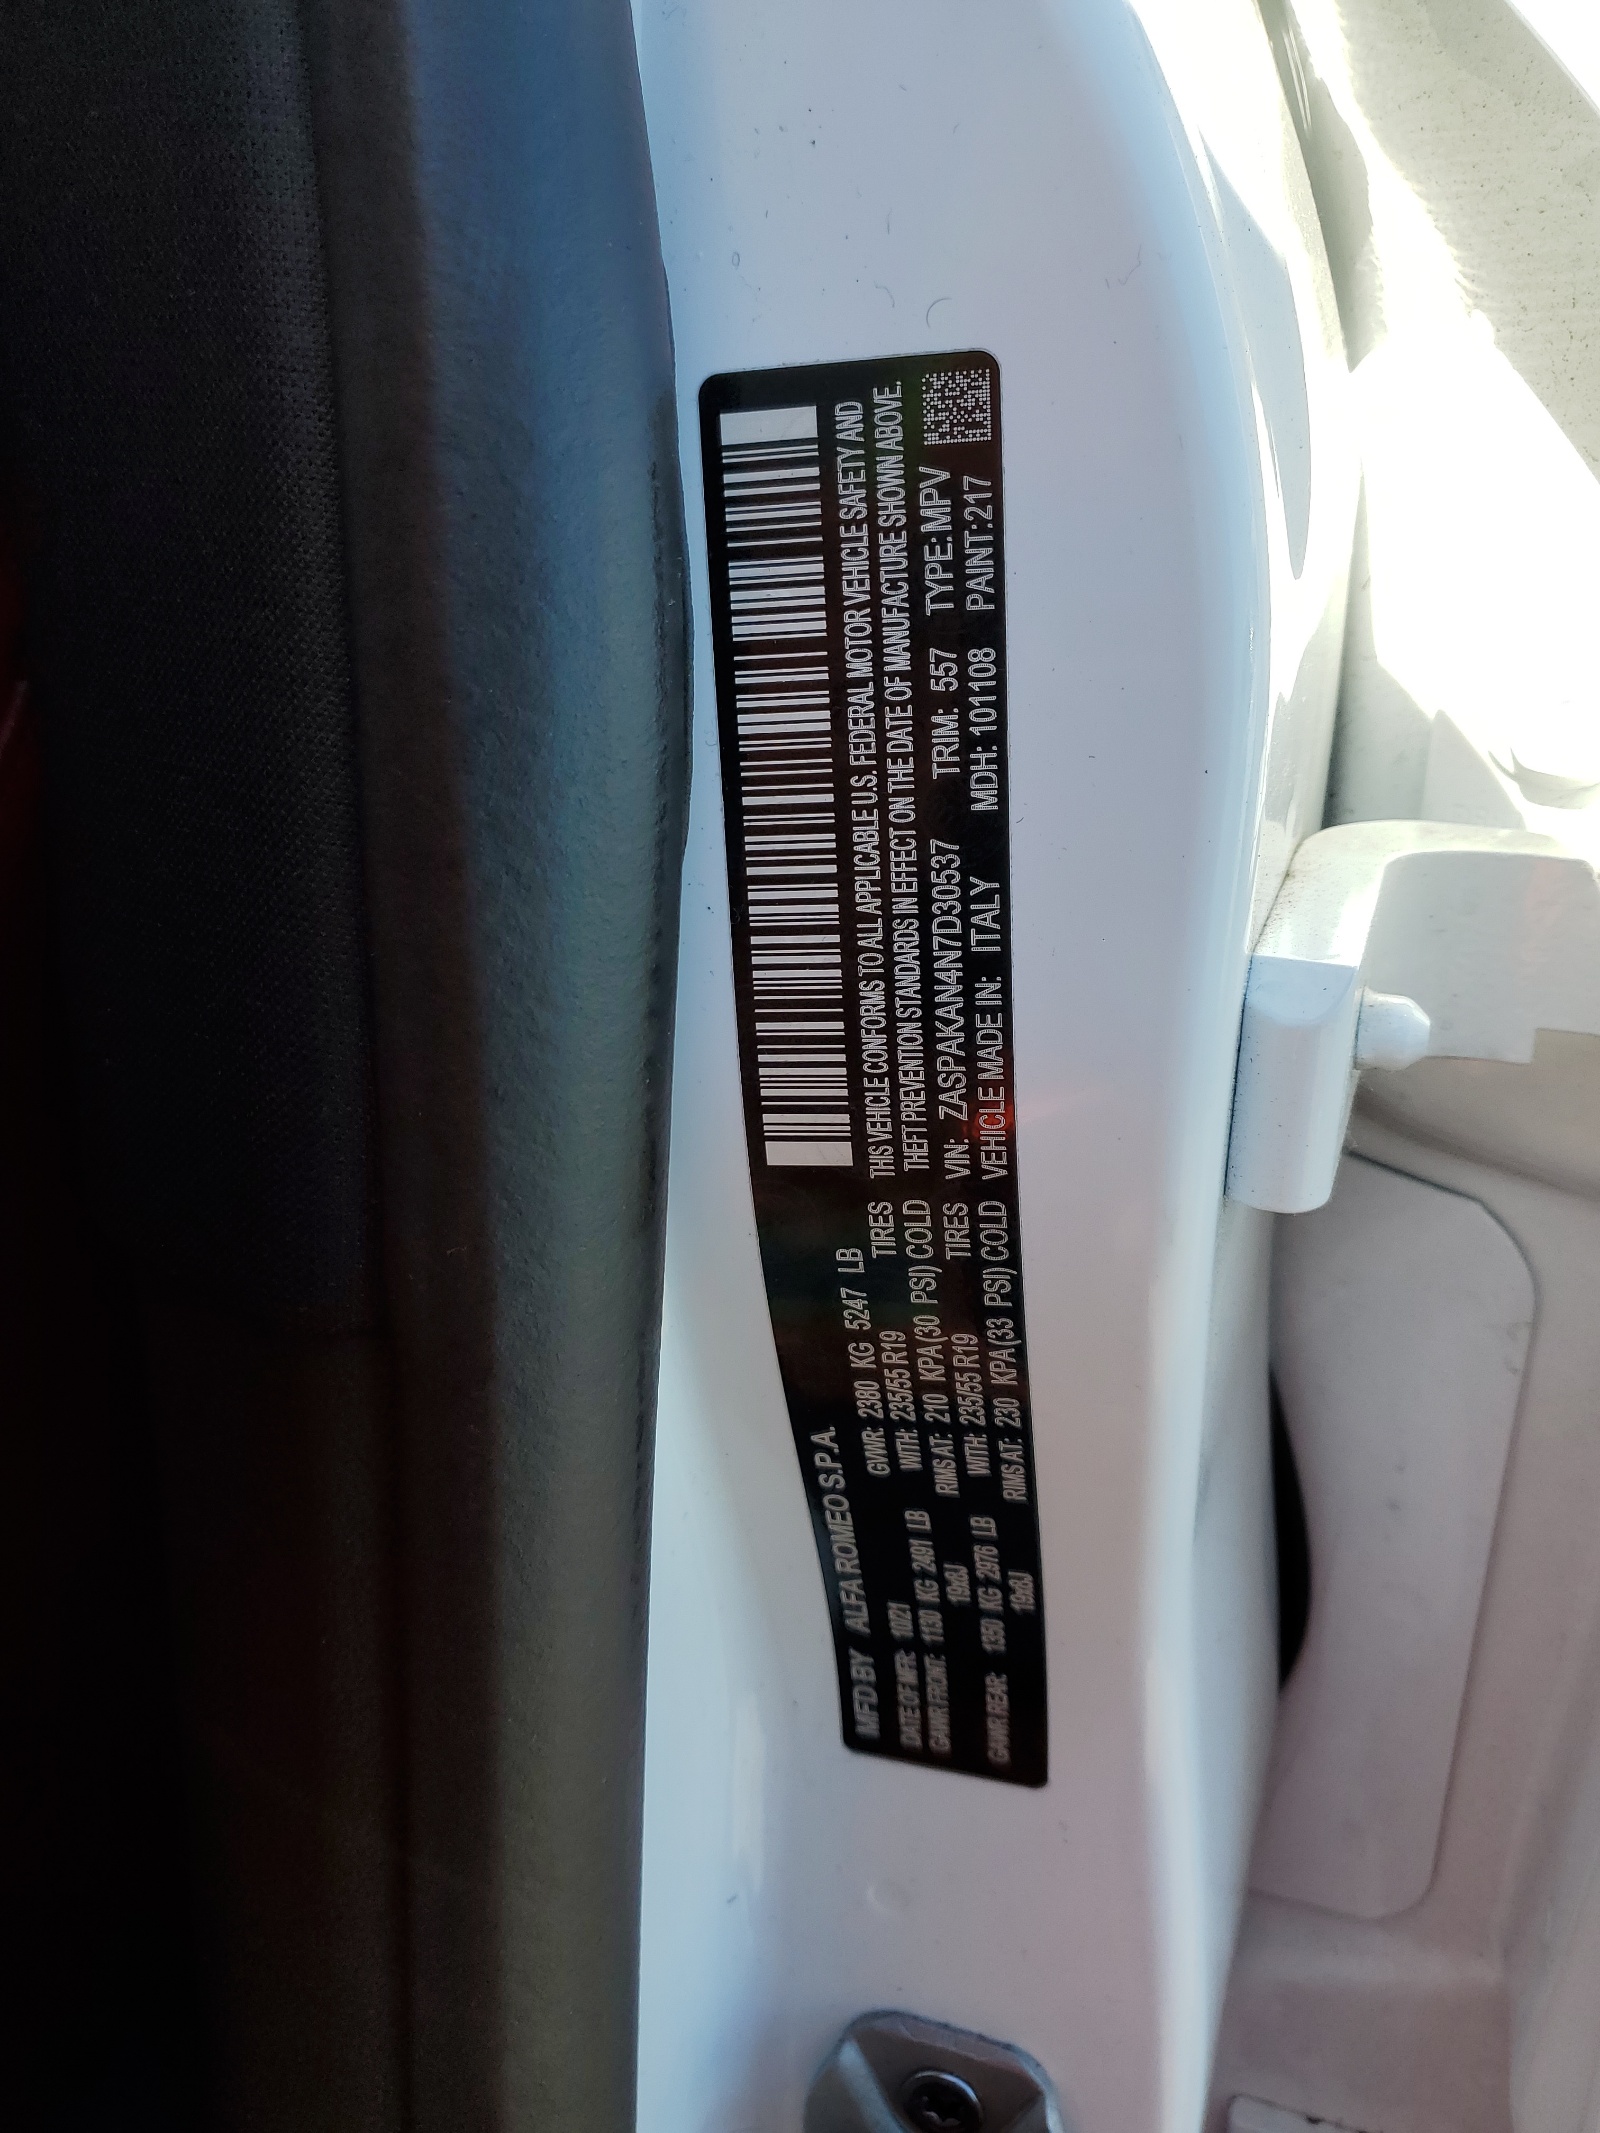 MFD BY ALFA ROMEO S.P.A.
DATE OF MFR: 10/21 GVWR: 2380 KG 5247 LB
GAWR FRONT: 1130 KG 2491 LB WITH: 235/55 R19 TIRES
19x8J RIMS AT: 210 KPA(30 PSI) COLD
GAWR REAR: 1350 KG 2976 LB WITH: 235/55 R19 TIRES
19x8J RIMS AT: 230 KPA(33 PSI) COLD
THIS VEHICLE CONFORMS TO ALL APPLICABLE U.S. FEDERAL MOTOR VEHICLE SAFETY AND
THEFT PREVENTION STANDARDS IN EFFECT ON THE DATE OF MANUFACTURE SHOWN ABOVE.
VIN: ZASPAKAN4N7D30537 TRIM: 557 TYPE: MPV
VEHICLE MADE IN: ITALY MDH: 101108 PAINT: 217